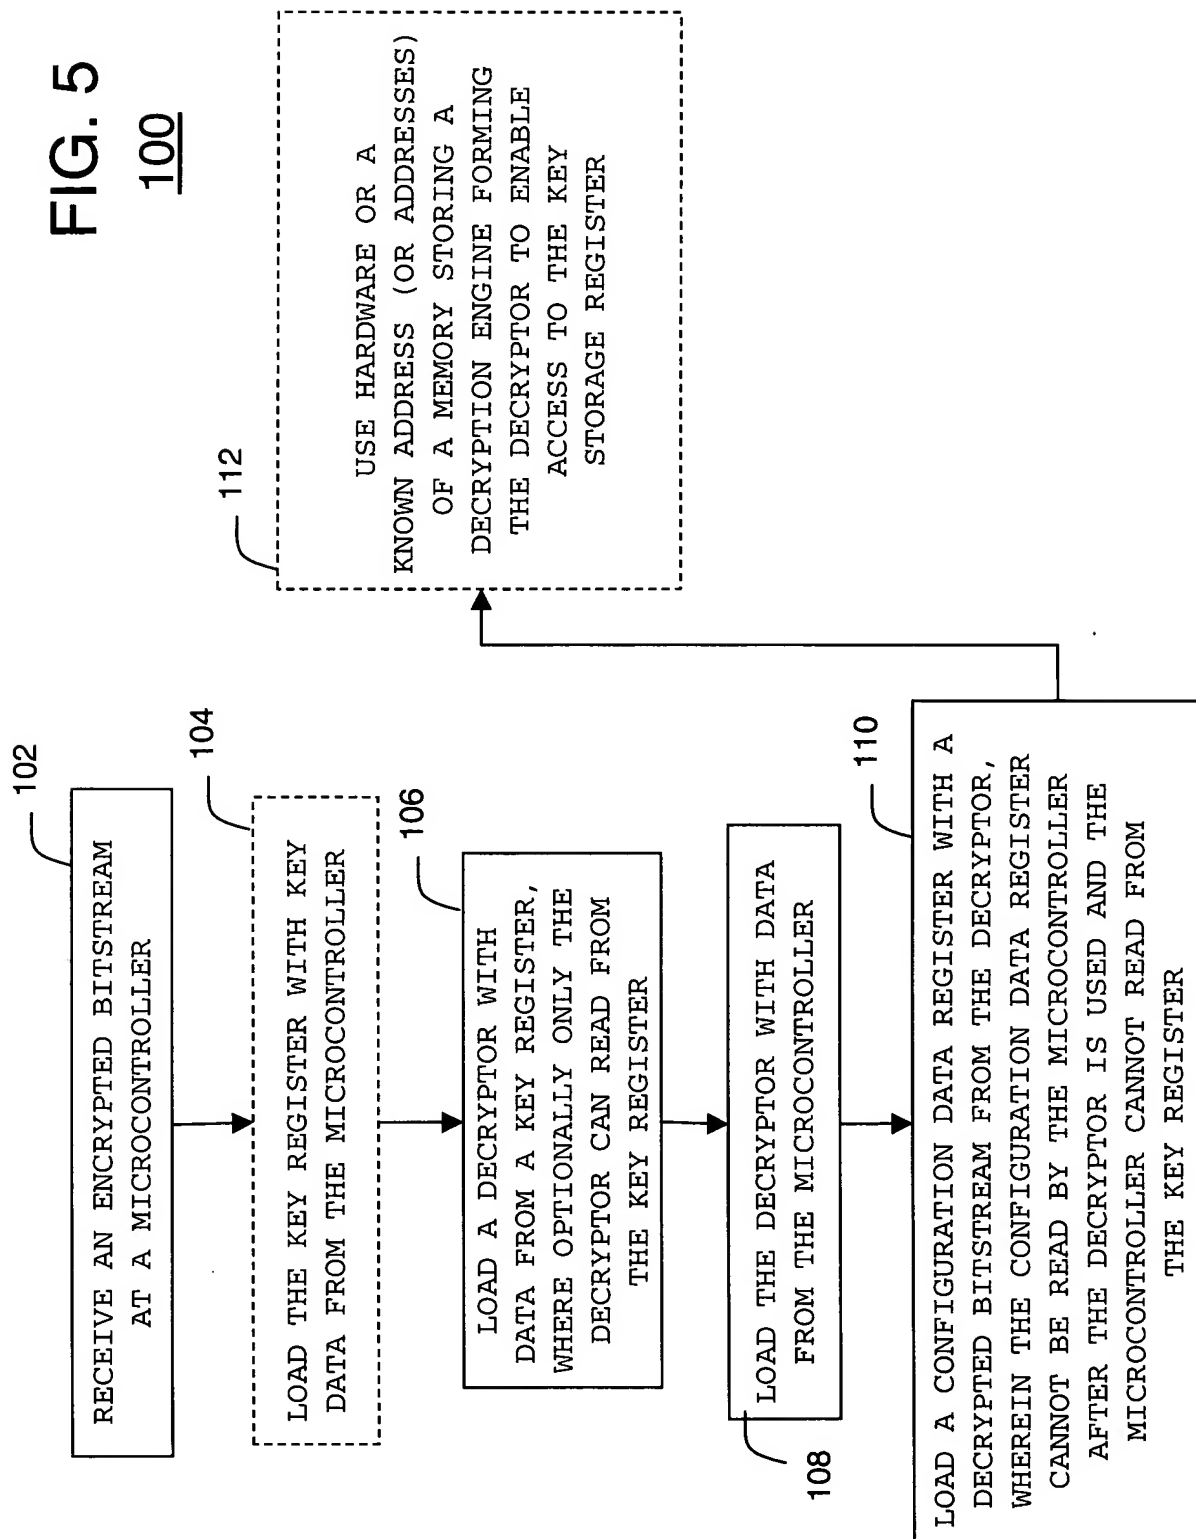 FIG. 5
100
102
RECEIVE AN ENCRYPTED BITSTREAM
AT A MICROCONTROLLER
104
LOAD THE KEY REGISTER WITH KEY
DATA FROM THE MICROCONTROLLER
106
LOAD A DECRYPTOR WITH
DATA FROM A KEY REGISTER,
WHERE OPTIONALLY ONLY THE
DECRYPTOR CAN READ FROM
THE KEY REGISTER
108
LOAD THE DECRYPTOR WITH DATA
FROM THE MICROCONTROLLER
110
LOAD A CONFIGURATION DATA REGISTER WITH A
DECRYPTED BITSTREAM FROM THE DECRYPTOR,
WHEREIN THE CONFIGURATION DATA REGISTER
CANNOT BE READ BY THE MICROCONTROLLER
AFTER THE DECRYPTOR IS USED AND THE
MICROCONTROLLER CANNOT READ FROM
THE KEY REGISTER
112
USE HARDWARE OR A
KNOWN ADDRESS (OR ADDRESSES)
OF A MEMORY STORING A
DECRYPTION ENGINE FORMING
THE DECRYPTOR TO ENABLE
ACCESS TO THE KEY
STORAGE REGISTER